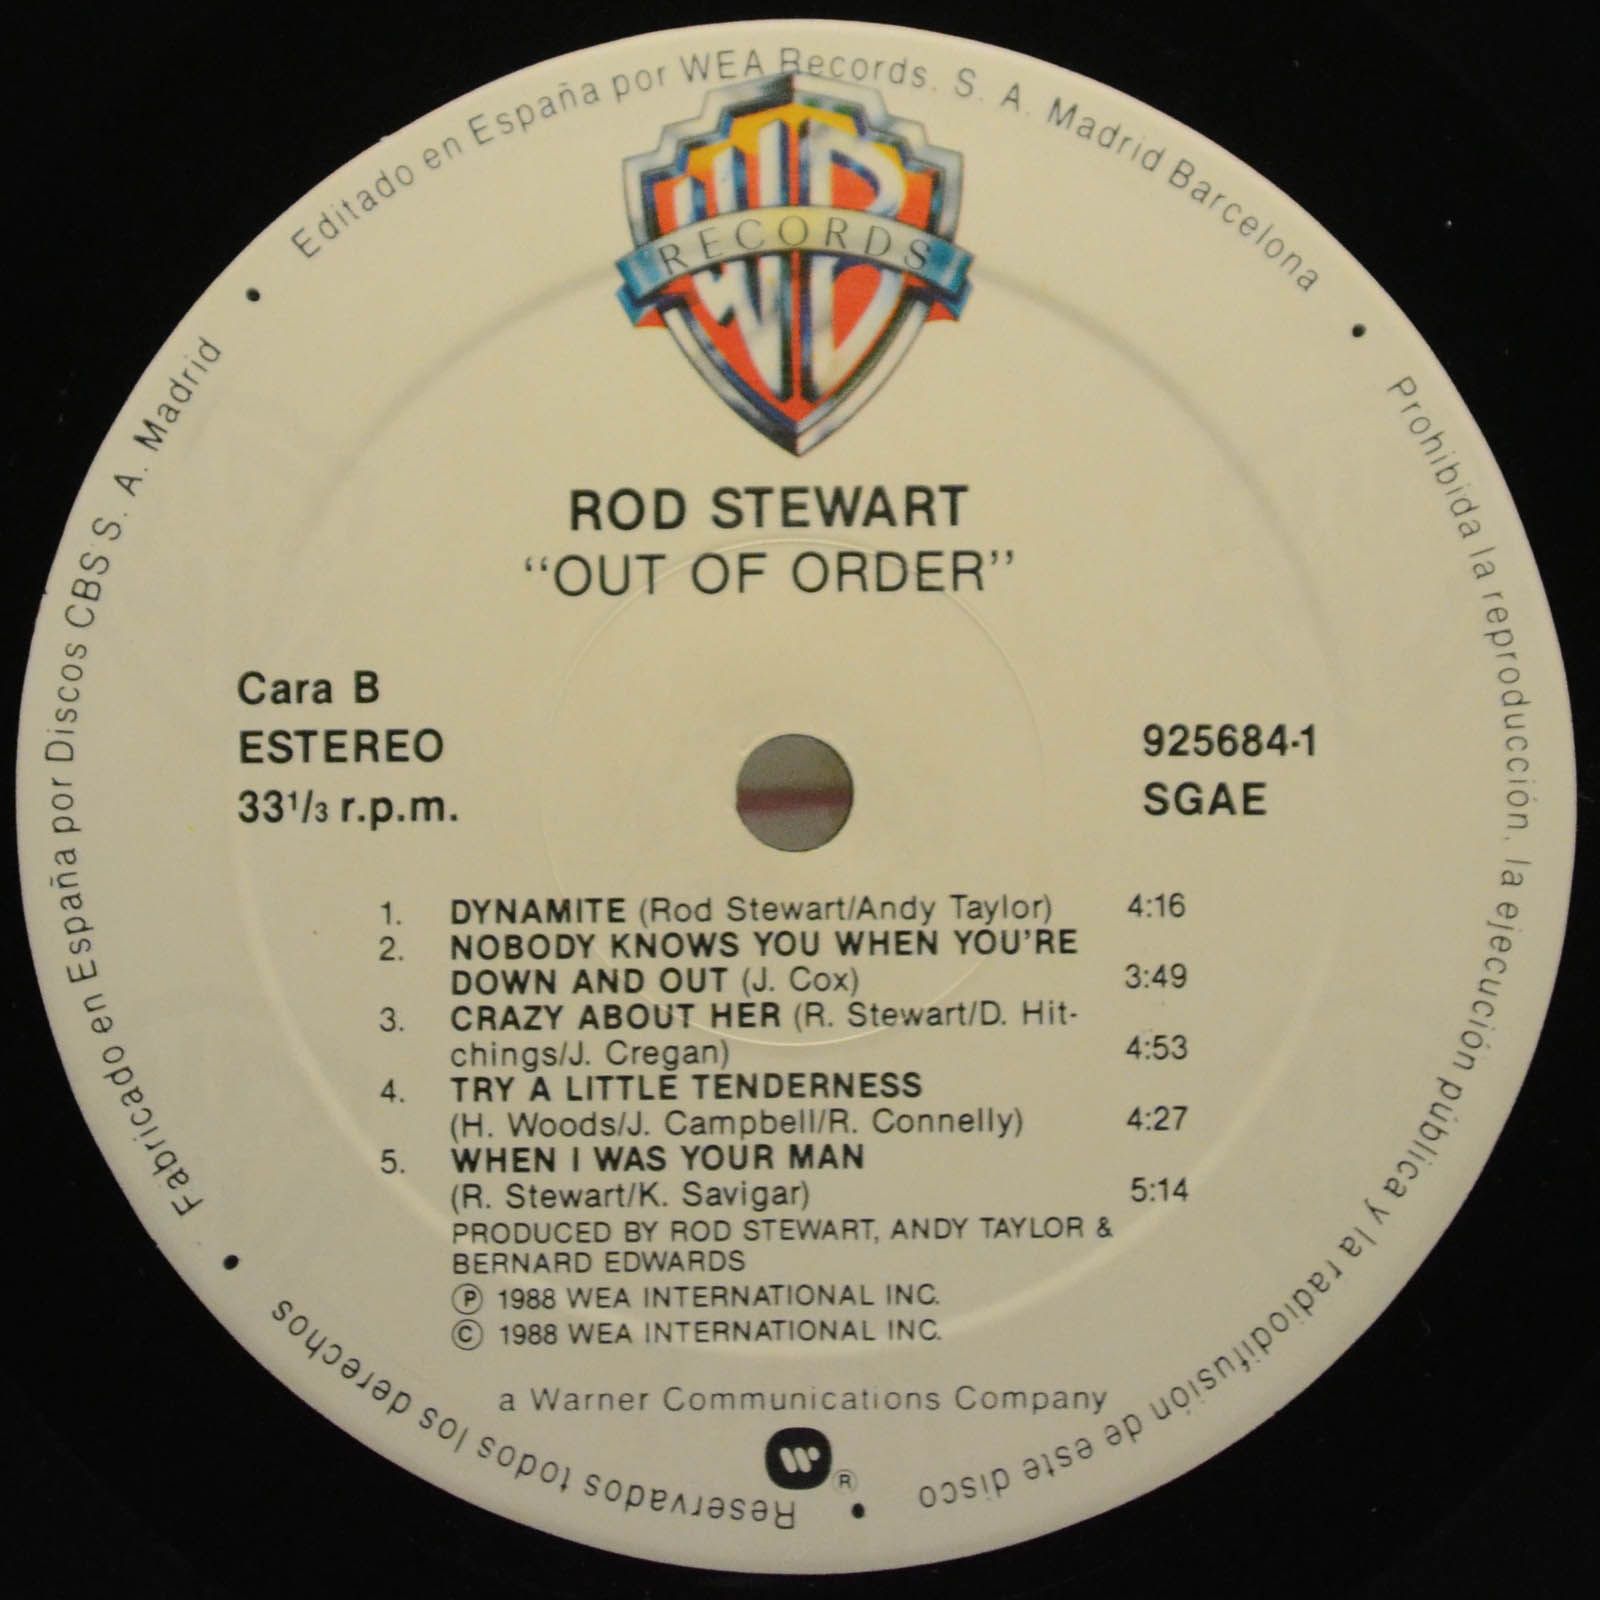 Editado en España por WEA Records. S. A. Madrid Barcelona
WB
RECORDS
ROD STEWART
“OUT OF ORDER”
Cara B
ESTEREO
33 1/3 r.p.m.
925684-1
SGAE
1. DYNAMITE (Rod Stewart/Andy Taylor) 4:16
2. NOBODY KNOWS YOU WHEN YOU'RE
DOWN AND OUT (J. Cox) 3:49
3. CRAZY ABOUT HER (R. Stewart/D. Hit-
chings/J. Cregan) 4:53
4. TRY A LITTLE TENDERNESS
(H. Woods/J. Campbell/R. Connelly) 4:27
5. WHEN I WAS YOUR MAN
(R. Stewart/K. Savigar) 5:14
PRODUCED BY ROD STEWART, ANDY TAYLOR &
BERNARD EDWARDS
Ⓟ 1988 WEA INTERNATIONAL INC.
© 1988 WEA INTERNATIONAL INC.
a Warner Communications Company
®
Prohibida la reproducción, la ejecución pública y la radiodifusión de este disco
Reservados todos los derechos
Fabricado en España por Discos CBS S. A. Madrid